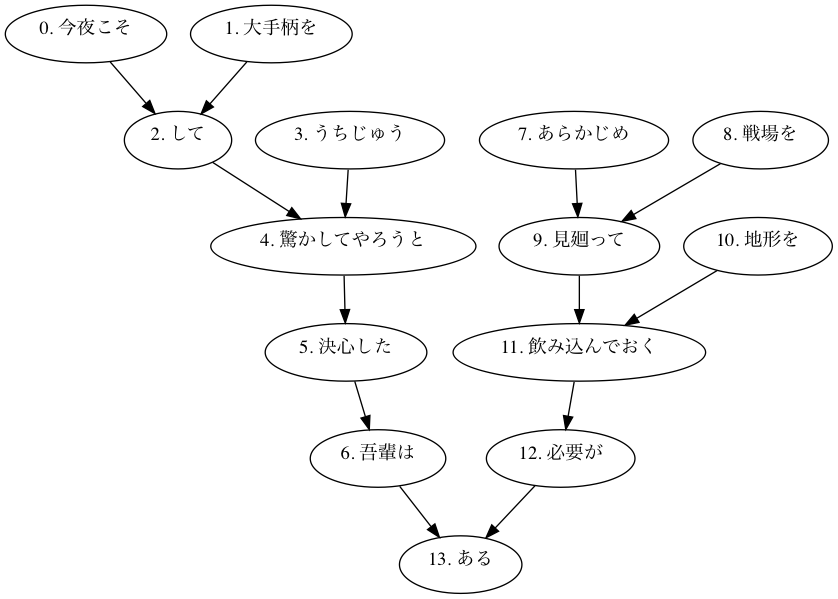 0. 今夜こそ
1. 大手柄を
2. して
3. うちじゅう
7. あらかじめ
8. 戦場を
4. 驚かしてやろうと
9. 見廻って
10. 地形を
5. 決心した
11. 飲み込んでおく
6. 吾輩は
12. 必要が
13. ある